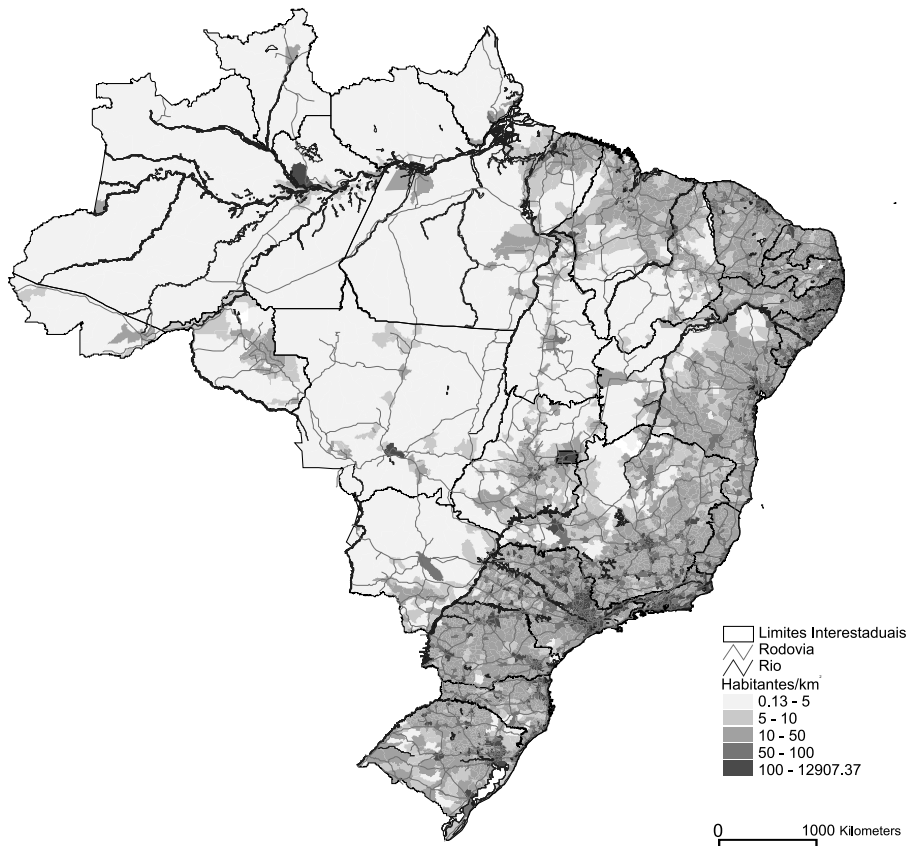 Limites Interestaduais
Rodovia
Rio
Habitantes/km²
0.13 - 5
5 - 10
10 - 50
50 - 100
100 - 12907.37
0 1000 Kilometers